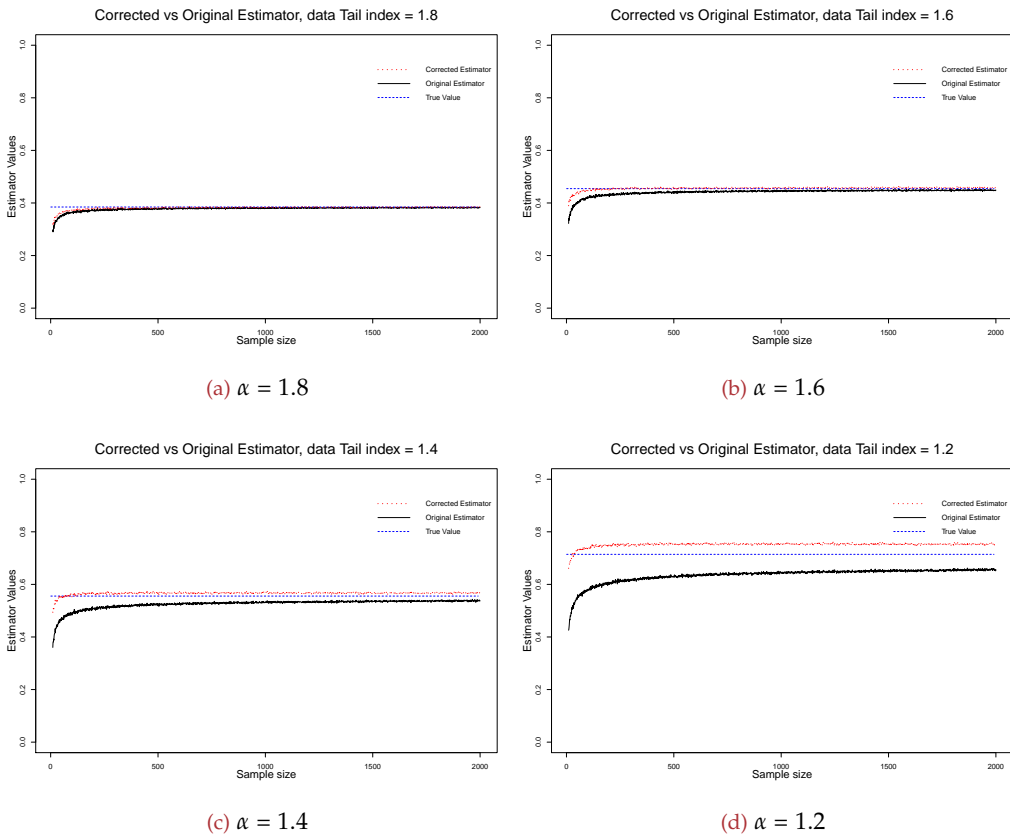 Corrected vs Original Estimator, data Tail index = 1.8
1.0
0.8
0.6
0.4
0.2
0.0
Estimator Values
Corrected Estimator
Original Estimator
True Value
0 500 1000 1500 2000
Sample size
(a) α = 1.8
Corrected vs Original Estimator, data Tail index = 1.6
1.0
0.8
0.6
0.4
0.2
0.0
Estimator Values
Corrected Estimator
Original Estimator
True Value
0 500 1000 1500 2000
Sample size
(b) α = 1.6
Corrected vs Original Estimator, data Tail index = 1.4
1.0
0.8
0.6
0.4
0.2
0.0
Estimator Values
Corrected Estimator
Original Estimator
True Value
0 500 1000 1500 2000
Sample size
(c) α = 1.4
Corrected vs Original Estimator, data Tail index = 1.2
1.0
0.8
0.6
0.4
0.2
0.0
Estimator Values
Corrected Estimator
Original Estimator
True Value
0 500 1000 1500 2000
Sample size
(d) α = 1.2